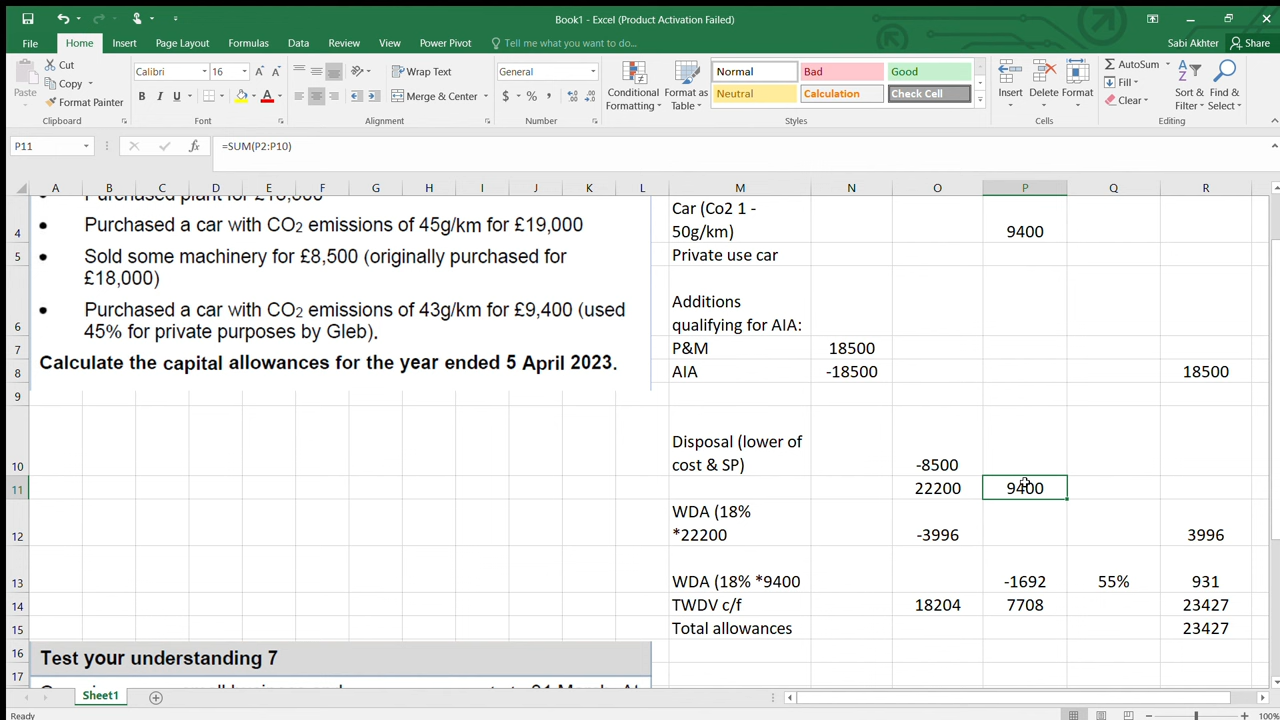 Book1 - Excel (Product Activation Failed)
File Home Insert Page Layout Formulas Data Review View Power Pivot Tell me what you want to do... Sabi Akhter Share
Paste
Cut
Copy
Format Painter
Calibri 16
B I U
Wrap Text
Merge & Center
General
$ % ,
Conditional Formatting
Format as Table
Normal Bad Good
Neutral Calculation Check Cell
Insert Delete Format
AutoSum
Fill
Clear
Sort & Filter
Find & Select
Clipboard Font Alignment Number Styles Cells Editing
P11 fx =SUM(P2:P10)
A B C D E F G H I J K L M N O P Q R
• Purchased a car with CO2 emissions of 45g/km for £19,000
• Sold some machinery for £8,500 (originally purchased for
£18,000)
• Purchased a car with CO2 emissions of 43g/km for £9,400 (used
45% for private purposes by Gleb).
Calculate the capital allowances for the year ended 5 April 2023.
Test your understanding 7
Car (Co2 1 -
4 50g/km) 9400
5 Private use car
Additions
6 qualifying for AIA:
7 P&M 18500
8 AIA -18500 18500
9
Disposal (lower of
10 cost & SP) -8500
11 22200 9400
WDA (18%
12 *22200 -3996 3996
13 WDA (18% *9400 -1692 55% 931
14 TWDV c/f 18204 7708 23427
15 Total allowances 23427
16
17
Sheet1
Ready 100%